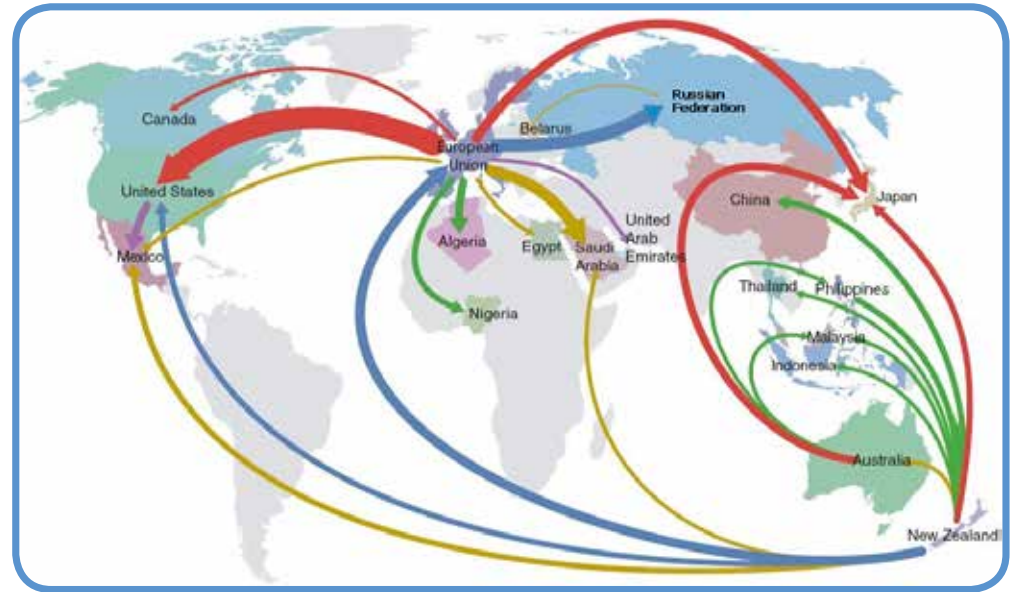 Canada
United States
Mexico
European
Union
Belarus
Russian
Federation
Algeria
Egypt
Saudi
Arabia
United
Arab
Emirates
Nigeria
China
Japan
Thailand
Philippines
Malaysia
Indonesia
Australia
New Zealand